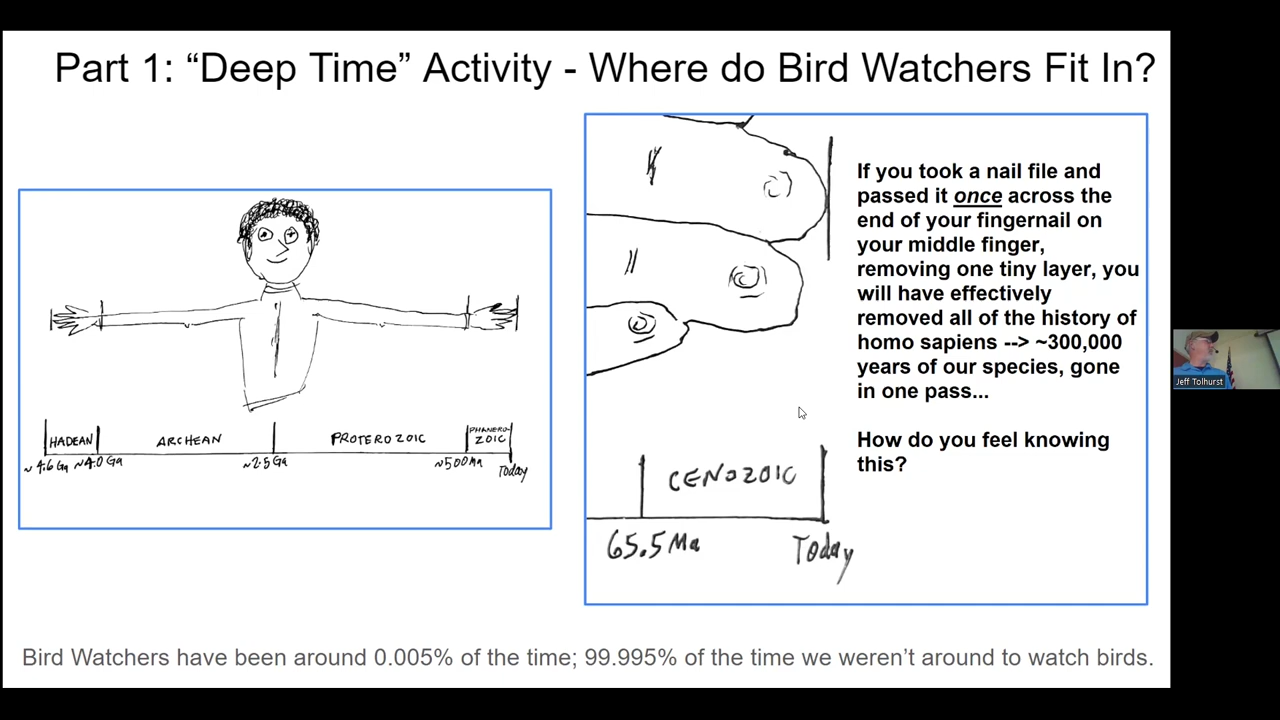 Part 1: “Deep Time” Activity - Where do Bird Watchers Fit In?
HADEAN
ARCHEAN
PROTEROZOIC
PHANERO-
ZOIC
~4.6 Ga
~4.0 Ga
~2.5 Ga
~500 Ma
Today
If you took a nail file and
passed it once across the
end of your fingernail on
your middle finger,
removing one tiny layer, you
will have effectively
removed all of the history of
homo sapiens --> ~300,000
years of our species, gone
in one pass...
How do you feel knowing
this?
CENOZOIC
65.5 Ma
Today
Bird Watchers have been around 0.005% of the time; 99.995% of the time we weren’t around to watch birds.
Jeff Tolhurst